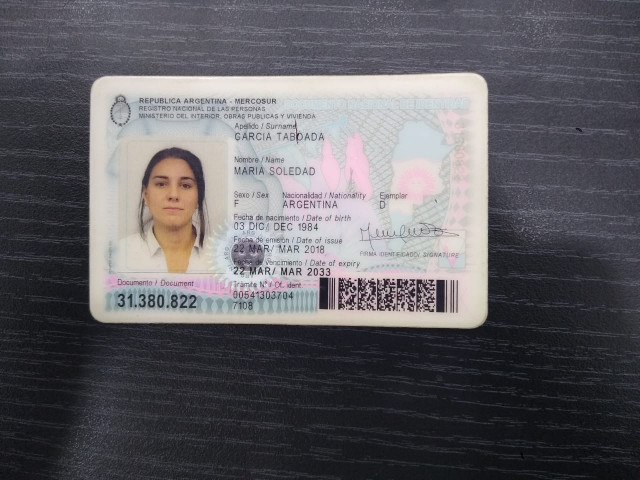 REPUBLICA ARGENTINA - MERCOSUR
REGISTRO NACIONAL DE LAS PERSONAS
MINISTERIO DEL INTERIOR, OBRAS PUBLICAS Y VIVIENDA
Apellido / Surname
GARCIA TABOADA
Nombre / Name
MARIA SOLEDAD
Sexo / Sex Nacionalidad / Nationality Ejemplar
F ARGENTINA D
Fecha de nacimiento / Date of birth
03 DIC/ DEC 1984
Fecha de emisión / Date of issue
22 MAR/ MAR 2018
Fecha de vencimiento / Date of expiry
22 MAR/ MAR 2033
FIRMA IDENTIFICADO/ SIGNATURE
Documento / Document
31.380.822
Trámite N° / Of. ident.
00541303704
7108